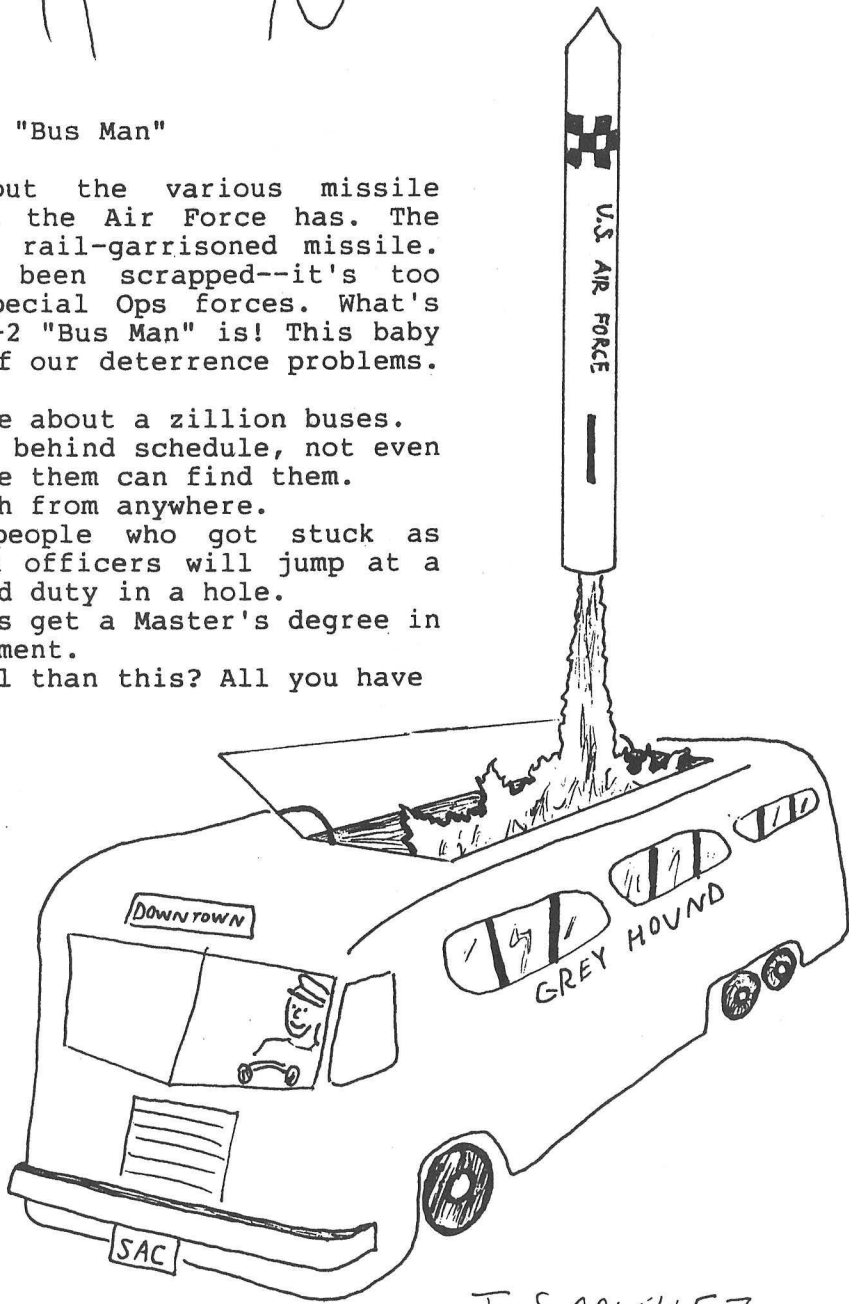 "Bus Man"
out the various missile
the Air Force has. The
rail-garrisoned missile.
been scrapped--it's too
pecial Ops forces. What's
-2 "Bus Man" is! This baby
f our deterrence problems.
e about a zillion buses.
behind schedule, not even
e them can find them.
h from anywhere.
people who got stuck as
officers will jump at a
d duty in a hole.
s get a Master's degree in
ment.
l than this? All you have
U.S. AIR FORCE
DOWNTOWN
GREY HOUND
SAC